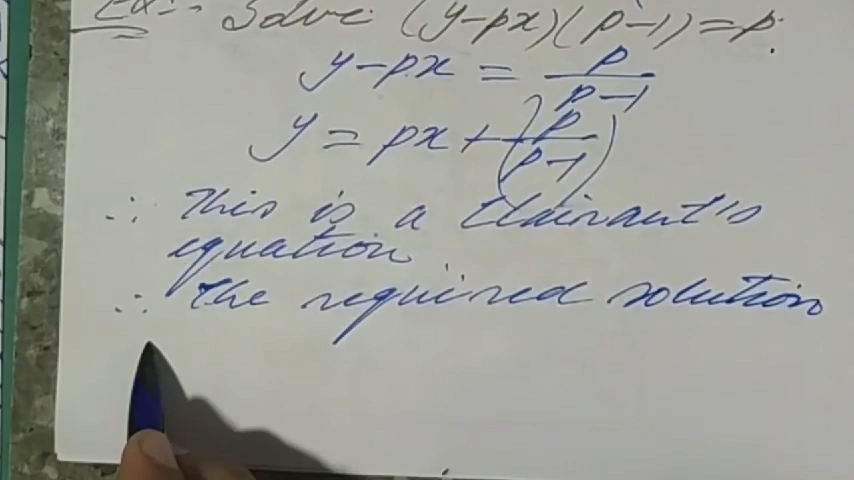 Ex:- Solve (y-px)(p-1)=p.
y-px = p/(p-1)
y = px + (p/(p-1))
∴ This is a Clairaut's
equation
∴ The required solution